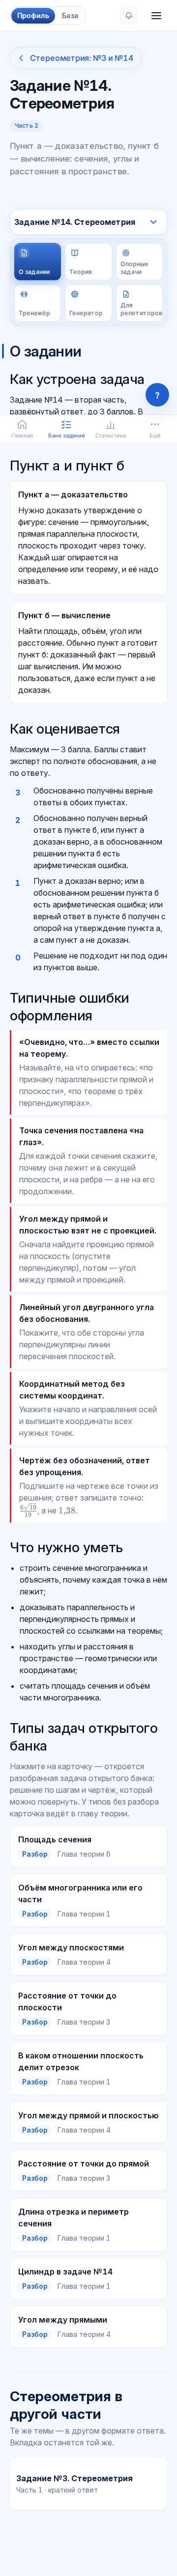 Профиль База
Стереометрия: №3 и №14
Задание №14.
Стереометрия
Часть 2
Пункт а — доказательство, пункт б
— вычисление: сечения, углы и
расстояния в пространстве.
Задание №14. Стереометрия
О задании
Теория
Опорные
задачи
Тренажёр
Генератор
Для
репетиторов
О задании
Как устроена задача
Задание №14 — вторая часть,
развёрнутый ответ, до 3 баллов. В
?
Главная
Банк заданий
Статистика
Ещё
Пункт а и пункт б
Пункт а — доказательство
Нужно доказать утверждение о
фигуре: сечение — прямоугольник,
прямая параллельна плоскости,
плоскость проходит через точку.
Каждый шаг опирается на
определение или теорему, и её надо
назвать.
Пункт б — вычисление
Найти площадь, объём, угол или
расстояние. Обычно пункт а готовит
пункт б: доказанный факт — первый
шаг вычисления. Им можно
пользоваться, даже если пункт а не
доказан.
Как оценивается
Максимум — 3 балла. Баллы ставит
эксперт по полноте обоснования, а не
по ответу.
3 Обоснованно получены верные
ответы в обоих пунктах.
2 Обоснованно получен верный
ответ в пункте б, или пункт а
доказан верно, а в обоснованном
решении пункта б есть
арифметическая ошибка.
1 Пункт а доказан верно; или в
обоснованном решении пункта б
есть арифметическая ошибка; или
верный ответ в пункте б получен с
опорой на утверждение пункта а,
а сам пункт а не доказан.
0 Решение не подходит ни под один
из пунктов выше.
Типичные ошибки
оформления
«Очевидно, что…» вместо ссылки
на теорему.
Называйте, на что опираетесь: «по
признаку параллельности прямой и
плоскости», «по теореме о трёх
перпендикулярах».
Точка сечения поставлена «на
глаз».
Для каждой точки сечения скажите,
почему она лежит и в секущей
плоскости, и на ребре — а не на его
продолжении.
Угол между прямой и
плоскостью взят не с проекцией.
Сначала найдите проекцию прямой
на плоскость (опустите
перпендикуляр), потом — угол
между прямой и проекцией.
Линейный угол двугранного угла
без обоснования.
Покажите, что обе стороны угла
перпендикулярны линии
пересечения плоскостей.
Координатный метод без
системы координат.
Укажите начало и направления осей
и выпишите координаты всех
нужных точек.
Чертёж без обозначений, ответ
без упрощения.
Подпишите на чертеже все точки из
решения; ответ запишите точно:
6√19/19, а не 1,38.
Что нужно уметь
• строить сечение многогранника и
объяснять, почему каждая точка в нём
лежит;
• доказывать параллельность и
перпендикулярность прямых и
плоскостей со ссылками на теоремы;
• находить углы и расстояния в
пространстве — геометрически или
координатами;
• считать площадь сечения и объём
части многогранника.
Типы задач открытого
банка
Нажмите на карточку — откроется
разобранная задача открытого банка:
решение по шагам и чертёж, который
можно повернуть. У типов без разбора
карточка ведёт в главу теории.
Площадь сечения
Разбор Глава теории 6
Объём многогранника или его
части
Разбор Глава теории 1
Угол между плоскостями
Разбор Глава теории 4
Расстояние от точки до
плоскости
Разбор Глава теории 3
В каком отношении плоскость
делит отрезок
Разбор Глава теории 1
Угол между прямой и плоскостью
Разбор Глава теории 4
Расстояние от точки до прямой
Разбор Глава теории 3
Длина отрезка и периметр
сечения
Разбор Глава теории 1
Цилиндр в задаче №14
Разбор Глава теории 1
Угол между прямыми
Разбор Глава теории 4
Стереометрия в
другой части
Те же темы — в другом формате ответа.
Вкладка останется той же.
Задание №3. Стереометрия
Часть 1 · краткий ответ